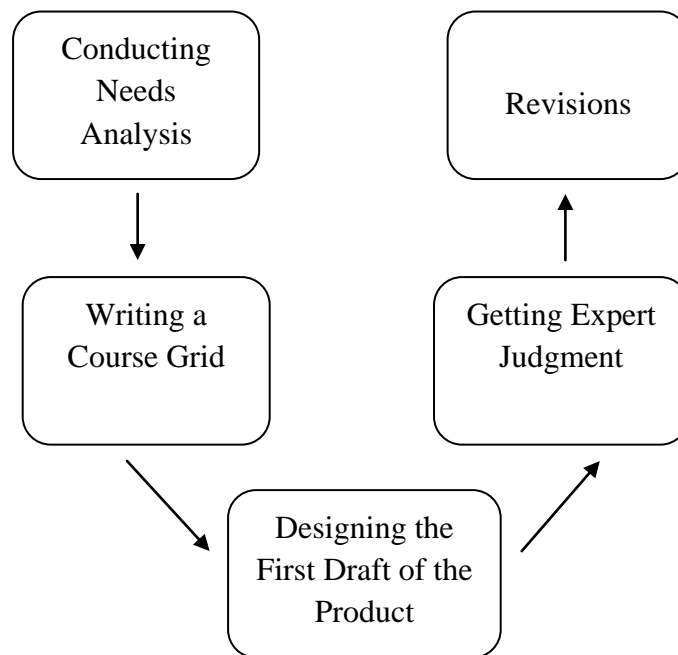 Conducting
Needs
Analysis
Writing a
Course Grid
Designing the
First Draft of the
Product
Getting Expert
Judgment
Revisions